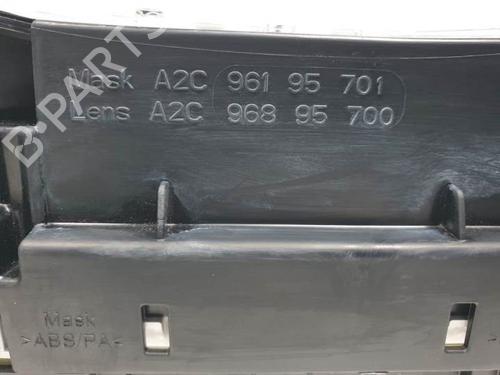 B-PARTS
Mask A2C 961 95 701
Lens A2C 968 95 700
Mask
>ABS/PA<